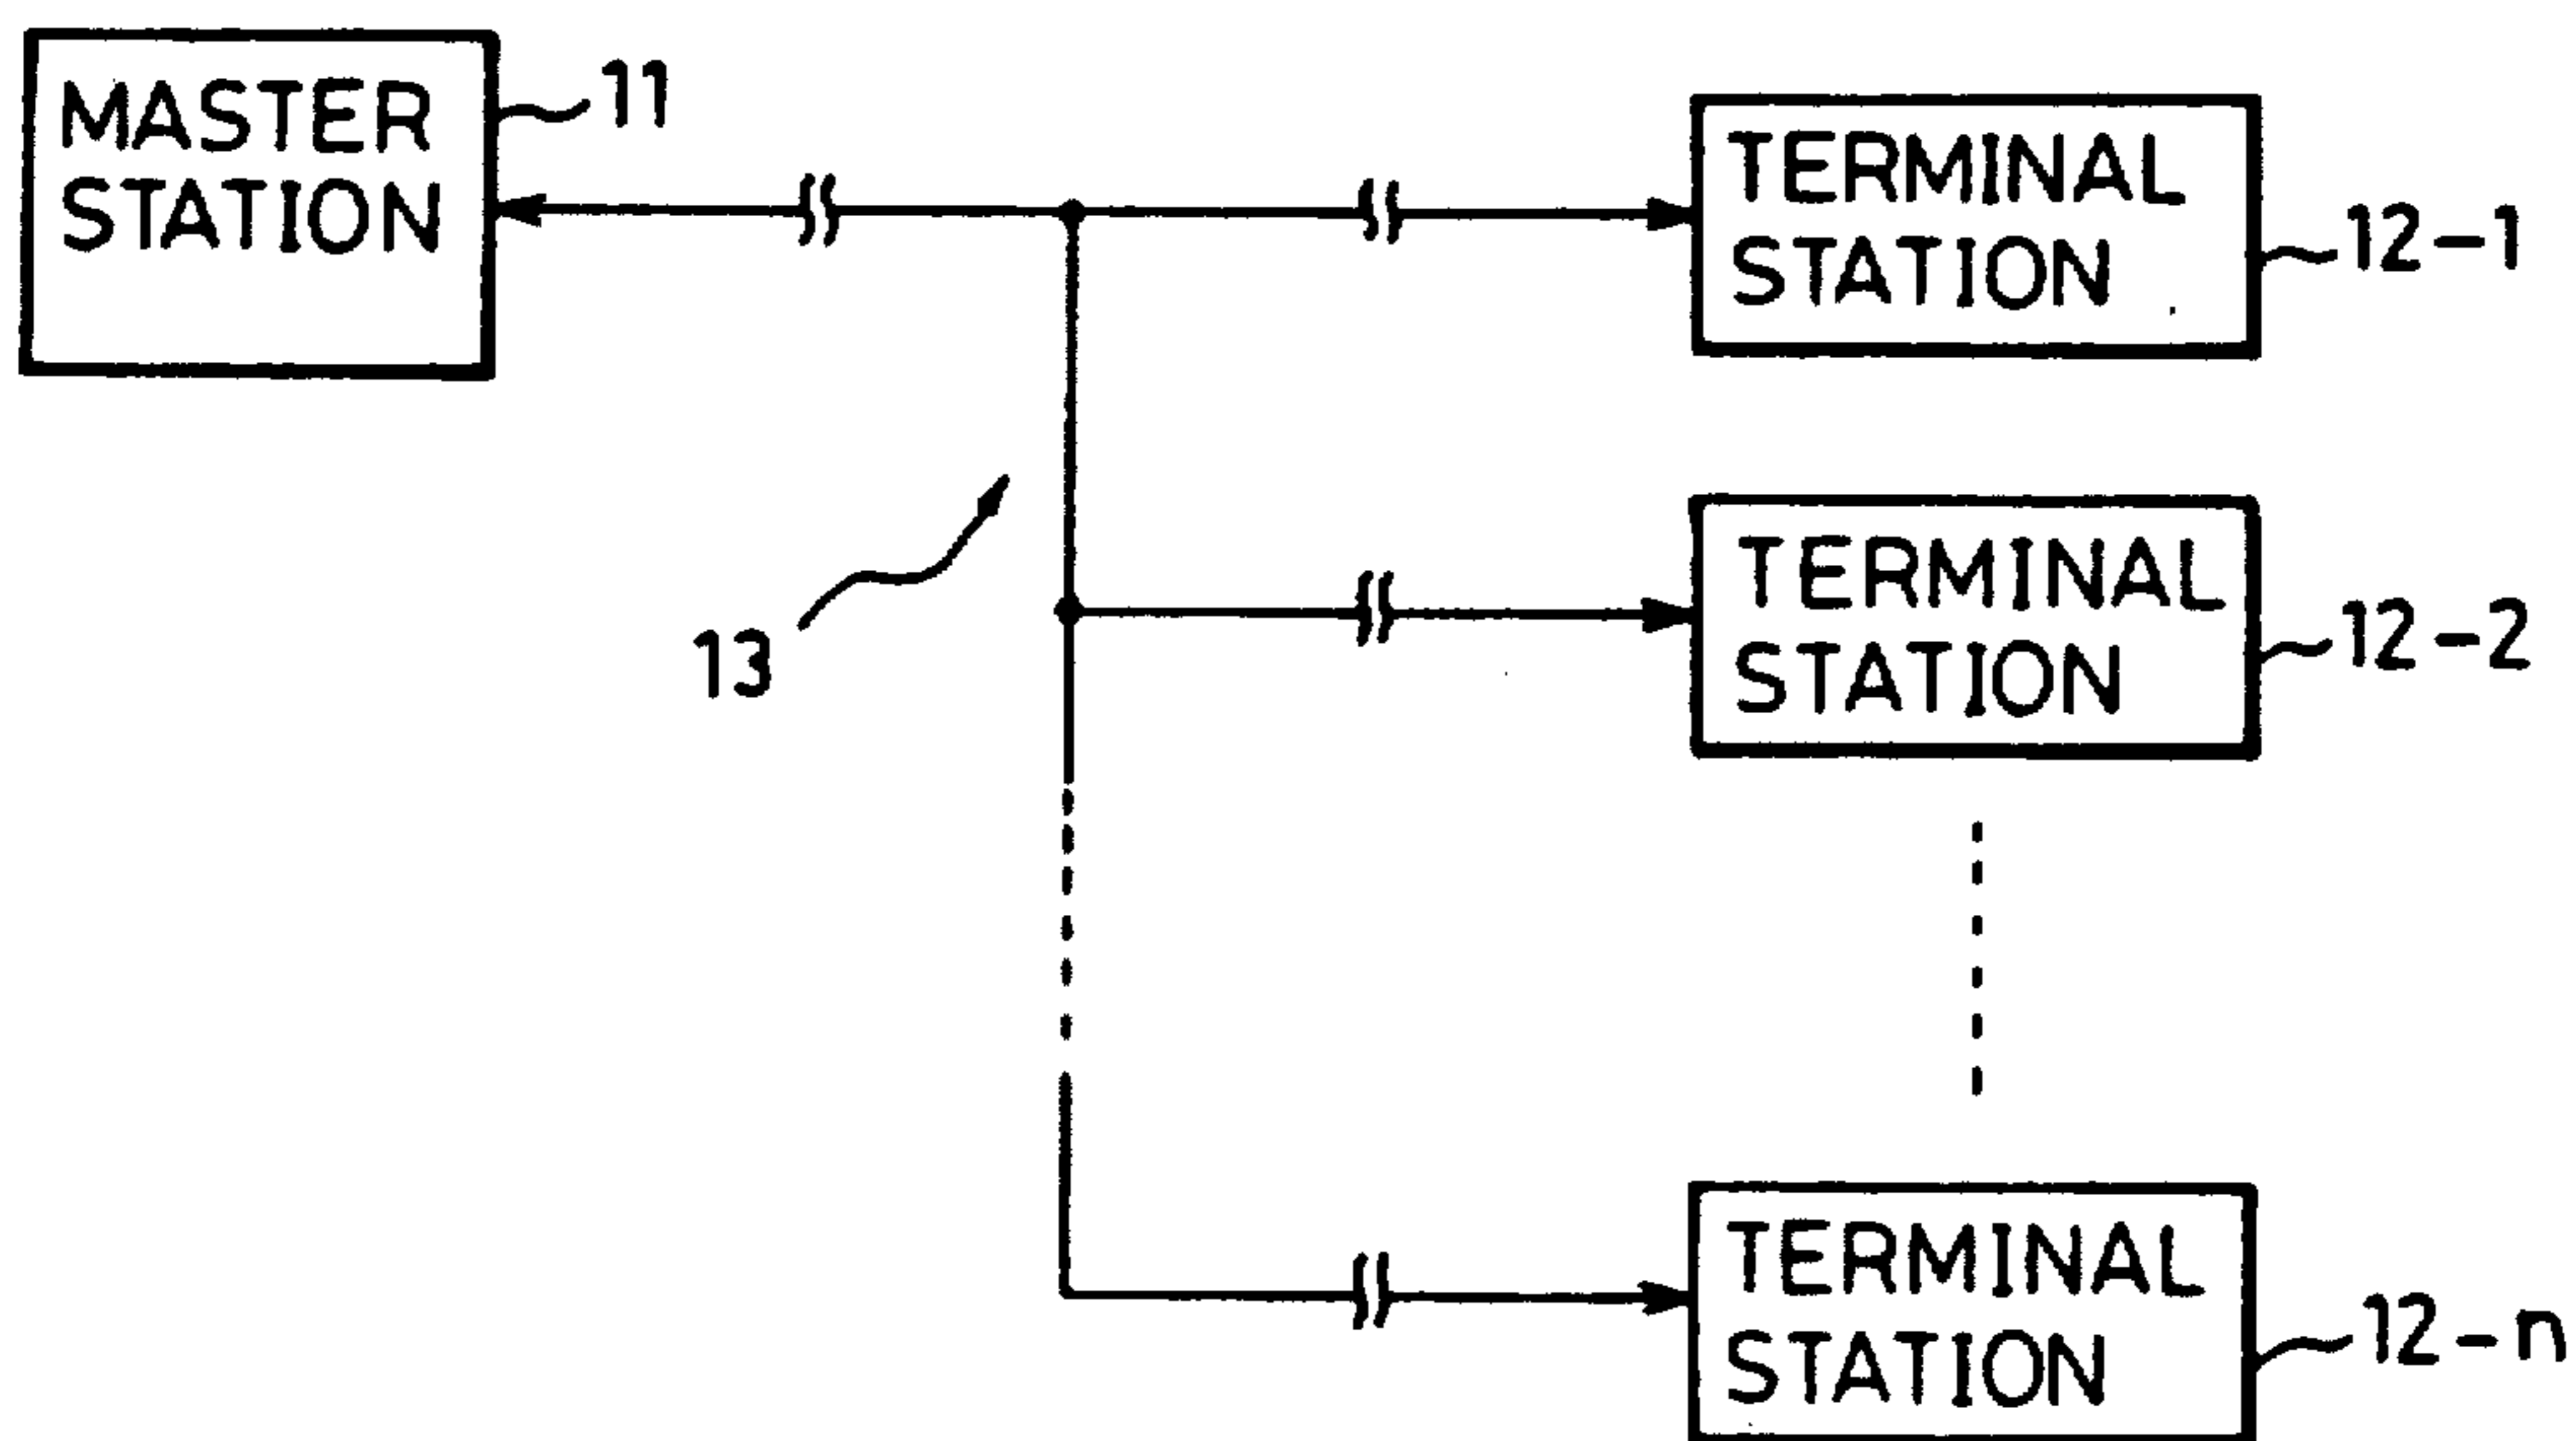 MASTER
STATION
11
TERMINAL
STATION
12-1
13
TERMINAL
STATION
12-2
TERMINAL
STATION
12-n